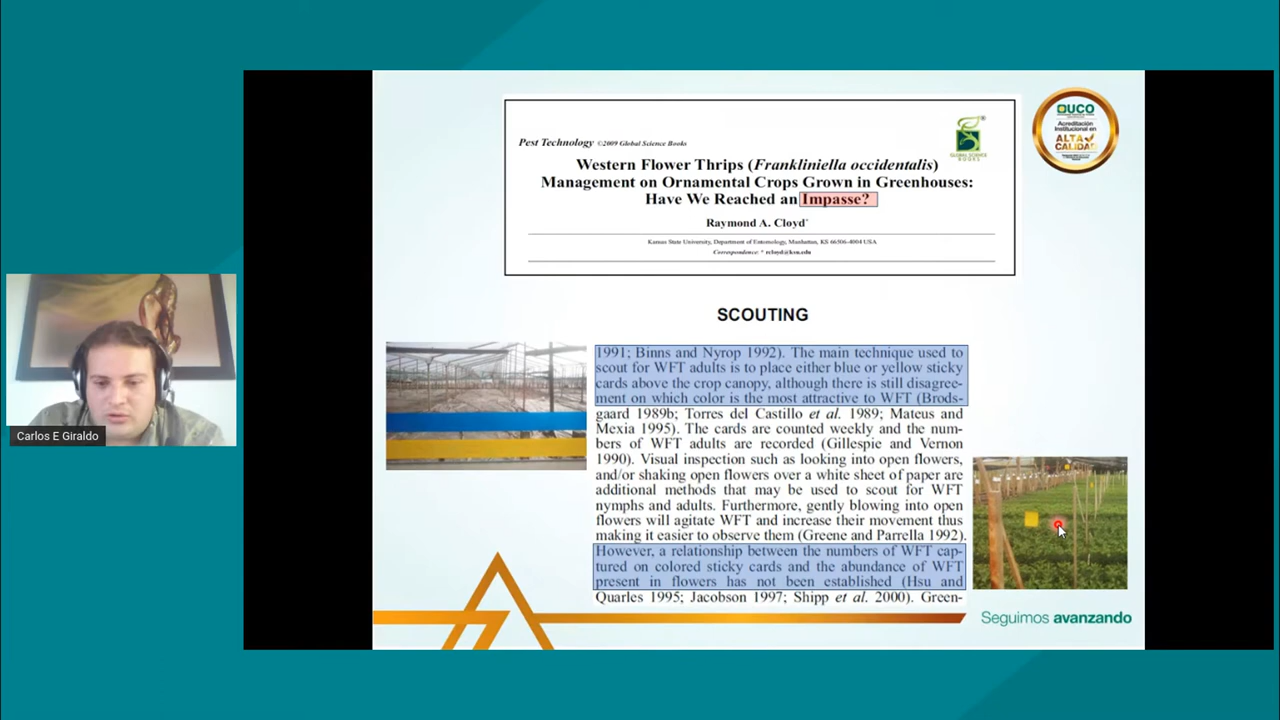 UCO
Acreditación
Institucional en
ALTA
CALIDAD
Pest Technology ©2009 Global Science Books
GLOBAL SCIENCE
BOOKS
Western Flower Thrips (Frankliniella occidentalis)
Management on Ornamental Crops Grown in Greenhouses:
Have We Reached an Impasse?
Raymond A. Cloyd*
Kansas State University, Department of Entomology, Manhattan, KS 66506-4004 USA
Correspondence: * rcloyd@ksu.edu
SCOUTING
1991; Binns and Nyrop 1992). The main technique used to
scout for WFT adults is to place either blue or yellow sticky
cards above the crop canopy, although there is still disagree-
ment on which color is the most attractive to WFT (Brods-
gaard 1989b; Torres del Castillo et al. 1989; Mateus and
Mexia 1995). The cards are counted weekly and the num-
bers of WFT adults are recorded (Gillespie and Vernon
1990). Visual inspection such as looking into open flowers,
and/or shaking open flowers over a white sheet of paper are
additional methods that may be used to scout for WFT
nymphs and adults. Furthermore, gently blowing into open
flowers will agitate WFT and increase their movement thus
making it easier to observe them (Greene and Parrella 1992).
However, a relationship between the numbers of WFT cap-
tured on colored sticky cards and the abundance of WFT
present in flowers has not been established (Hsu and
Quarles 1995; Jacobson 1997; Shipp et al. 2000). Green-
Carlos E Giraldo
Seguimos avanzando